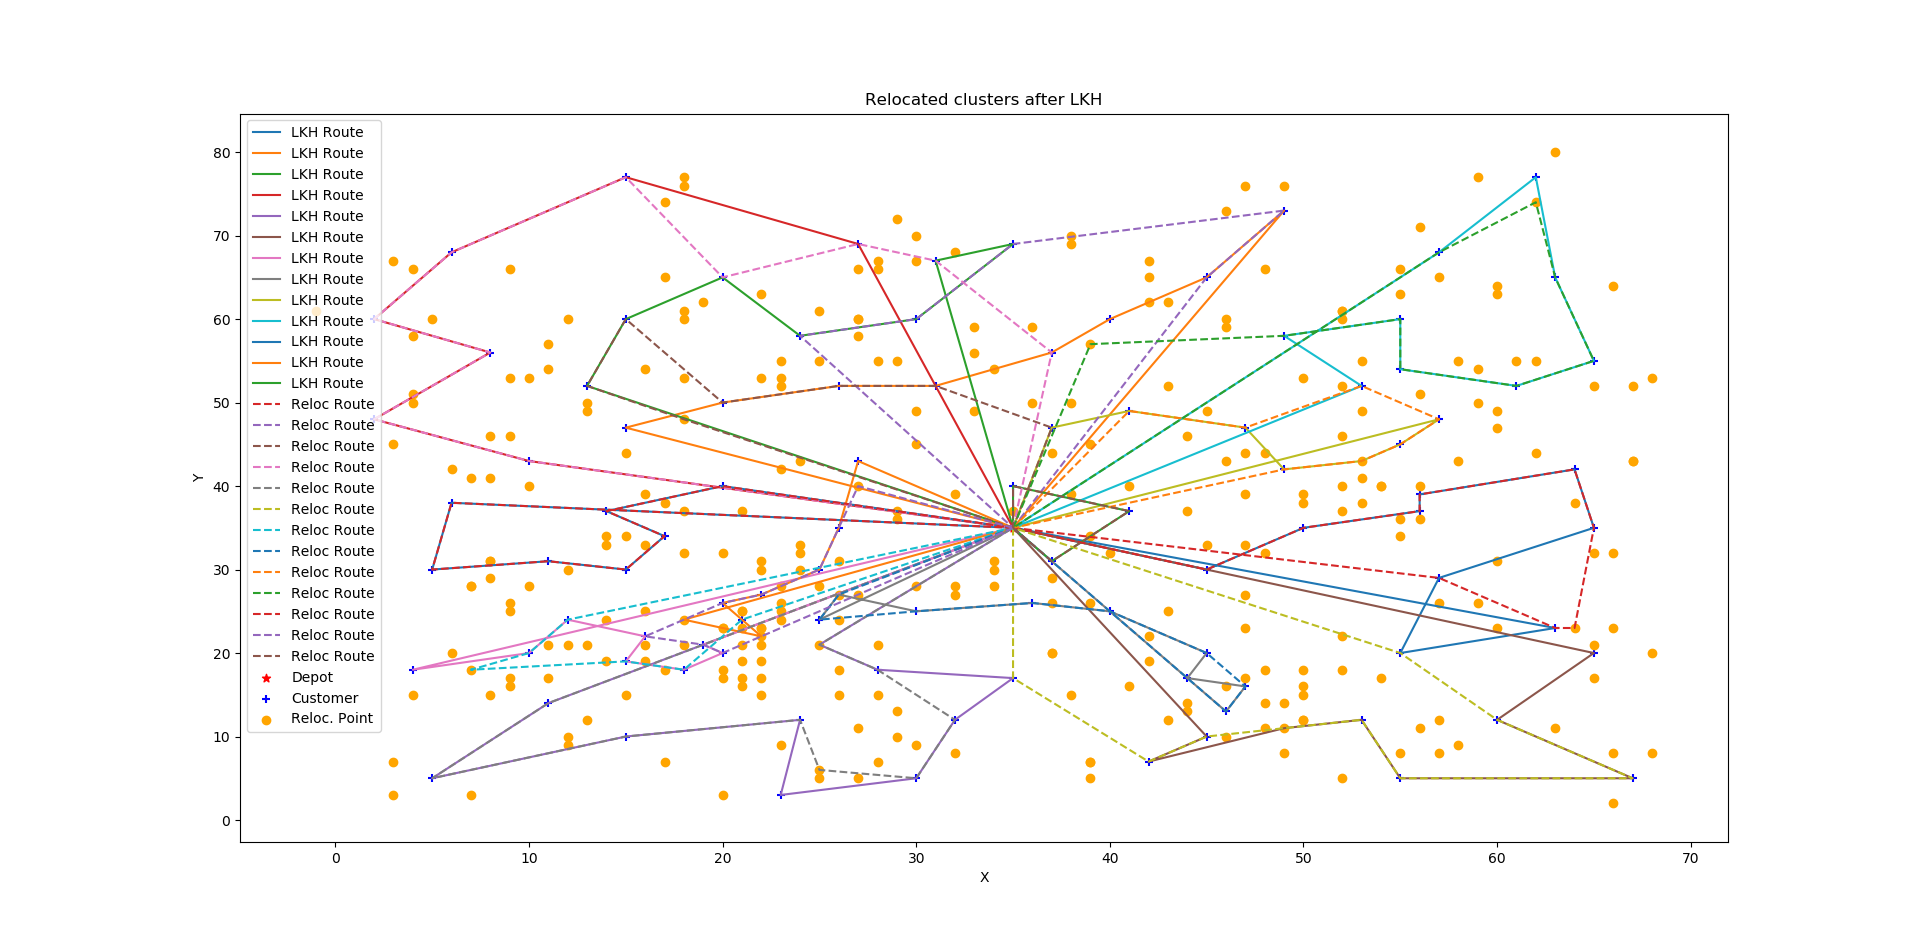 Relocated clusters after LKH
LKH Route
LKH Route
LKH Route
LKH Route
LKH Route
LKH Route
LKH Route
LKH Route
LKH Route
LKH Route
LKH Route
LKH Route
LKH Route
Reloc Route
Reloc Route
Reloc Route
Reloc Route
Reloc Route
Reloc Route
Reloc Route
Reloc Route
Reloc Route
Reloc Route
Reloc Route
Reloc Route
Reloc Route
Depot
Customer
Reloc. Point
80
70
60
50
40
30
20
10
0
Y
0 10 20 30 40 50 60 70
X